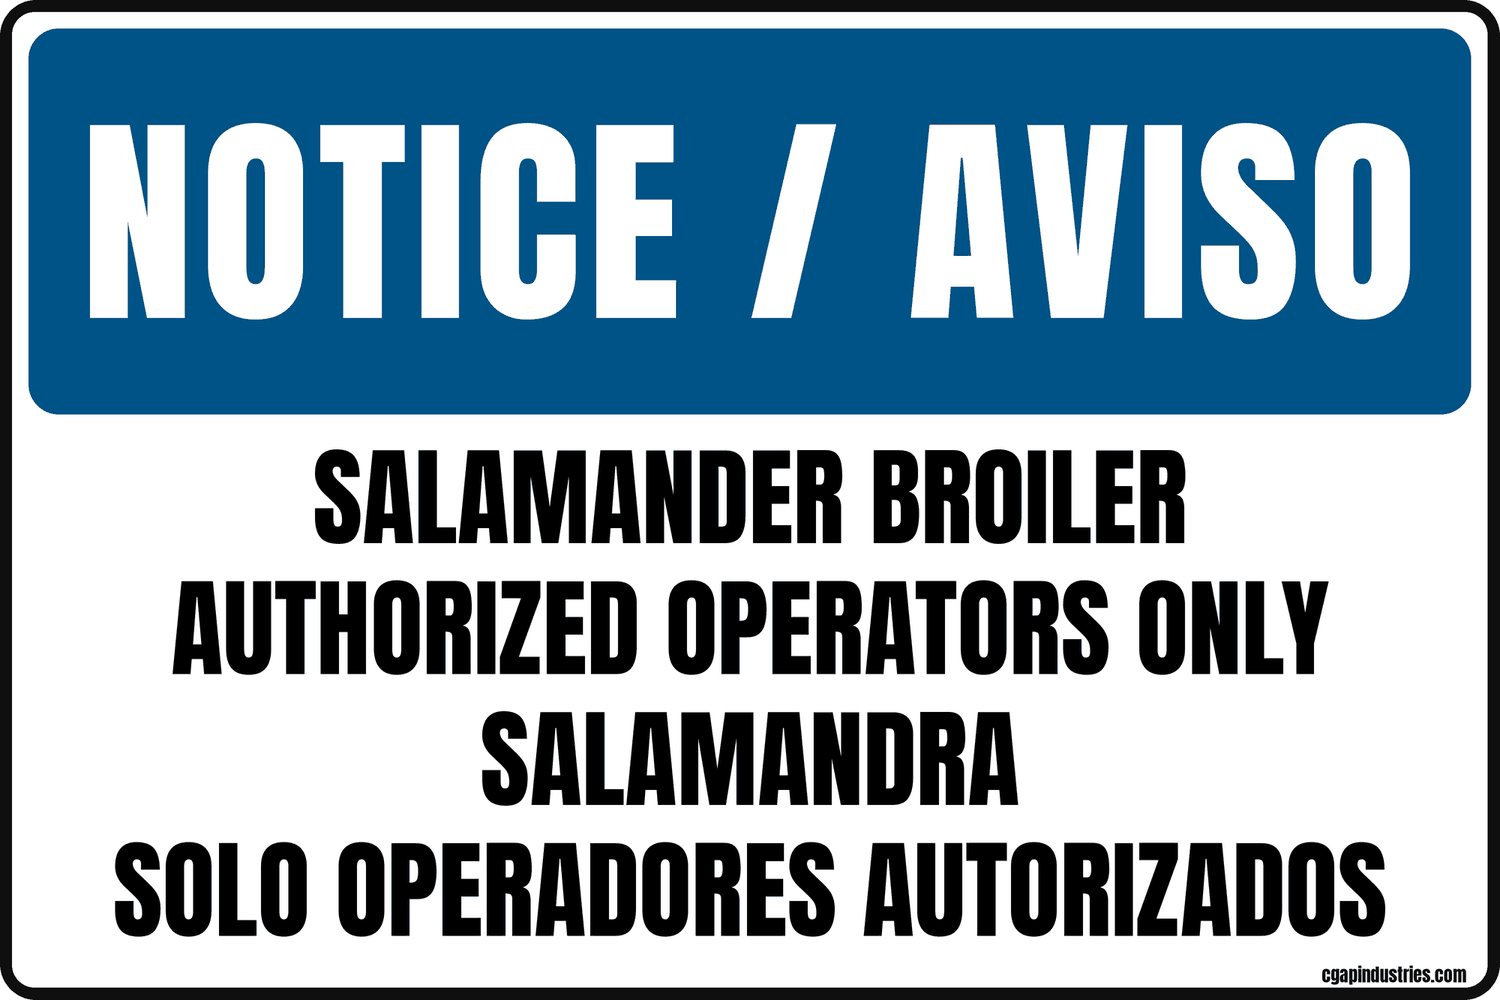 NOTICE / AVISO
SALAMANDER BROILER
AUTHORIZED OPERATORS ONLY
SALAMANDRA
SOLO OPERADORES AUTORIZADOS
cgapindustries.com